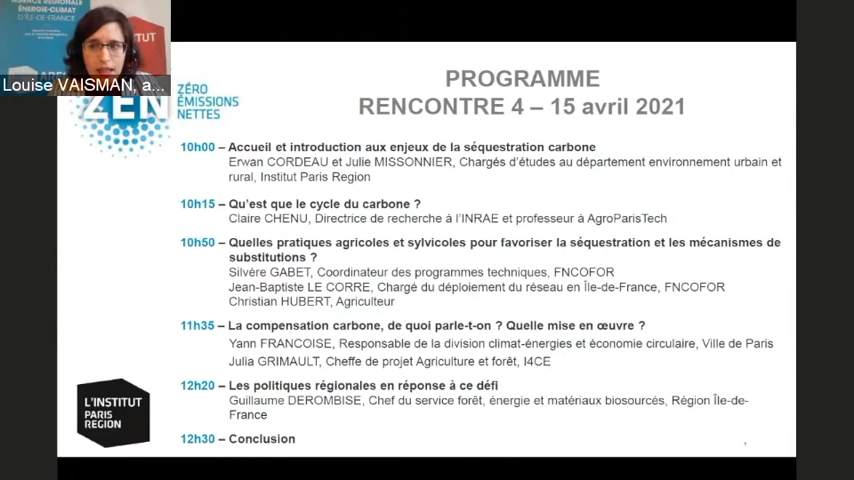 AGENCE RÉGIONALE
ÉNERGIE-CLIMAT
D'ÎLE-DE-FRANCE
Louise VAISMAN, a...
ZEN
ZÉRO
ÉMISSIONS
NETTES
PROGRAMME
RENCONTRE 4 – 15 avril 2021
10h00 – Accueil et introduction aux enjeux de la séquestration carbone
Erwan CORDEAU et Julie MISSONNIER, Chargés d'études au département environnement urbain et
rural, Institut Paris Region
10h15 – Qu'est que le cycle du carbone ?
Claire CHENU, Directrice de recherche à l'INRAE et professeur à AgroParisTech
10h50 – Quelles pratiques agricoles et sylvicoles pour favoriser la séquestration et les mécanismes de
substitutions ?
Silvère GABET, Coordinateur des programmes techniques, FNCOFOR
Jean-Baptiste LE CORRE, Chargé du déploiement du réseau en Île-de-France, FNCOFOR
Christian HUBERT, Agriculteur
11h35 – La compensation carbone, de quoi parle-t-on ? Quelle mise en œuvre ?
Yann FRANCOISE, Responsable de la division climat-énergies et économie circulaire, Ville de Paris
Julia GRIMAULT, Cheffe de projet Agriculture et forêt, I4CE
12h20 – Les politiques régionales en réponse à ce défi
Guillaume DEROMBISE, Chef du service forêt, énergie et matériaux biosourcés, Région Île-de-
France
12h30 – Conclusion
L'INSTITUT
PARIS
REGION
1